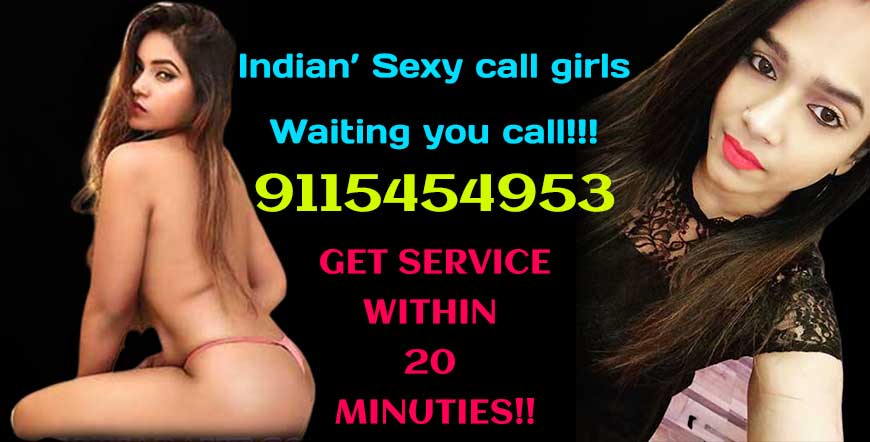 Indian’ Sexy call girls
Waiting you call!!!
9115454953
GET SERVICE
WITHIN
20
MINUTIES!!